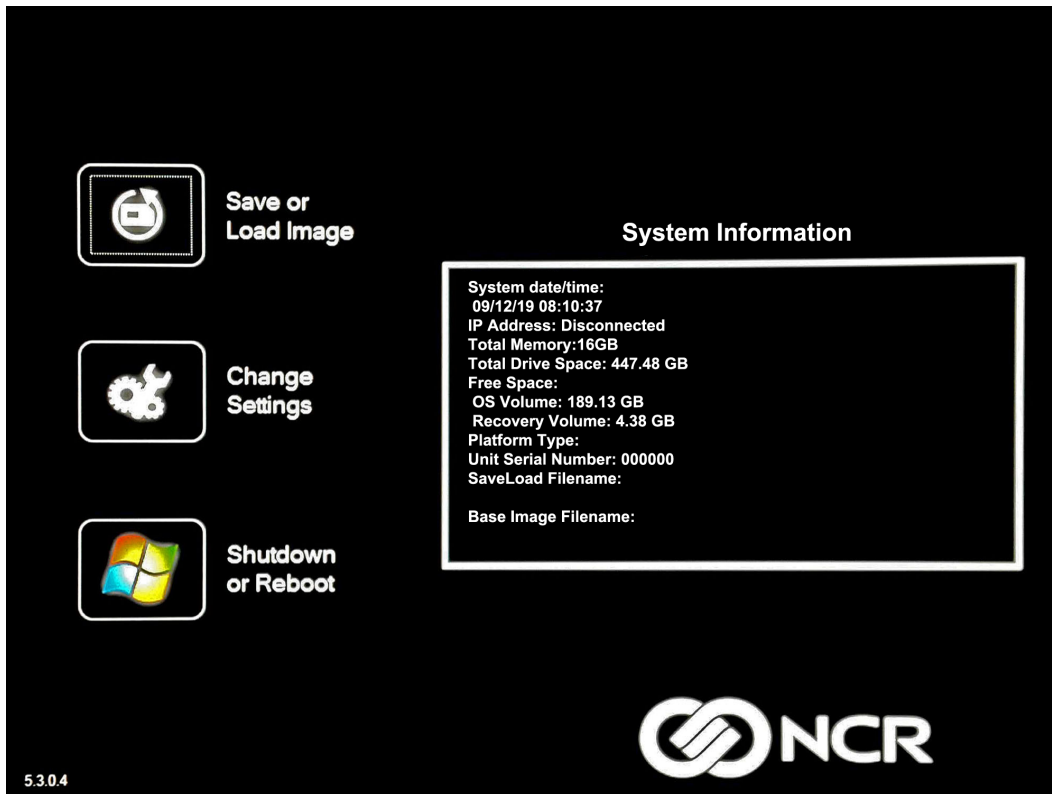 Save or
Load Image
Change
Settings
Shutdown
or Reboot
System Information
System date/time:
09/12/19 08:10:37
IP Address: Disconnected
Total Memory:16GB
Total Drive Space: 447.48 GB
Free Space:
OS Volume: 189.13 GB
Recovery Volume: 4.38 GB
Platform Type:
Unit Serial Number: 000000
SaveLoad Filename:
Base Image Filename:
NCR
5.3.0.4